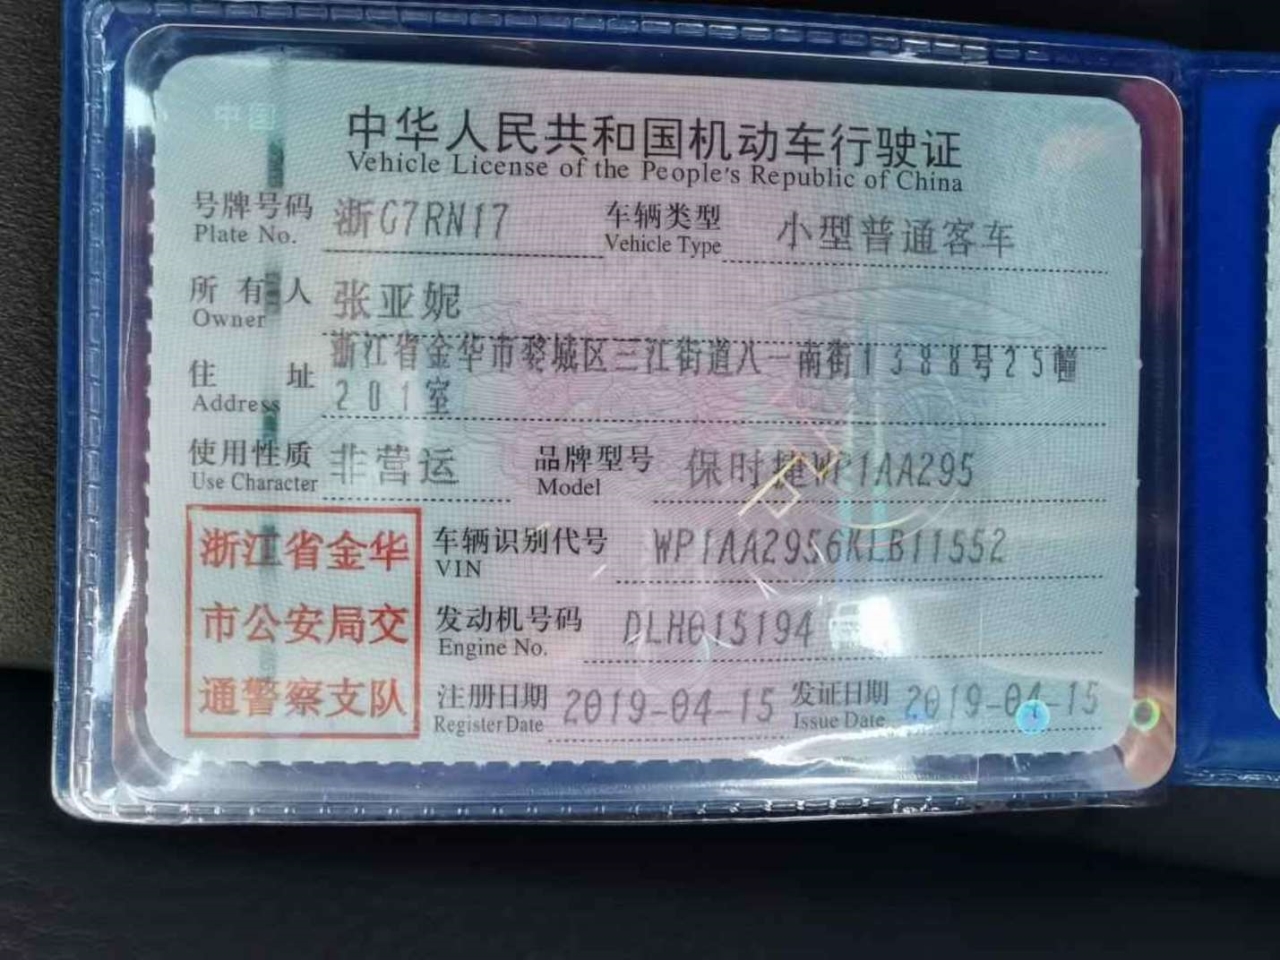 中华人民共和国机动车行驶证
Vehicle License of the People's Republic of China
号牌号码 浙G7RN17 车辆类型 小型普通客车
Plate No. Vehicle Type
所有人 张亚妮
Owner
住址 浙江省金华市婺城区三江街道八一南街1388号25幢
Address 201室
使用性质 非营运 品牌型号 保时捷WP1AA295
Use Character Model
浙江省金华
市公安局交
通警察支队
车辆识别代号 WP1AA2956KLB11552
VIN
发动机号码 DLH015194
Engine No.
注册日期 2019-04-15 发证日期 2019-04-15
Register Date Issue Date